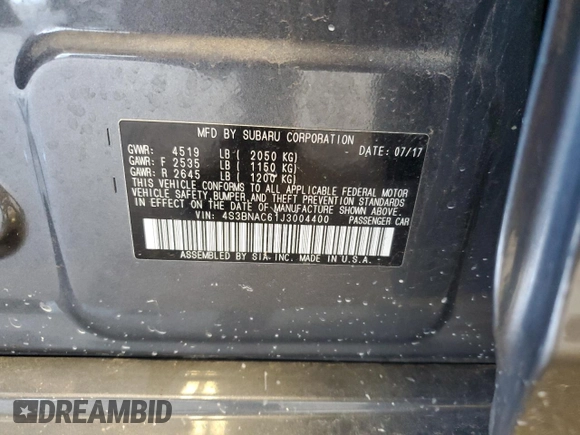 MFD BY SUBARU CORPORATION
GVWR: 4519 LB ( 2050 KG) DATE: 07/17
GAWR: F 2535 LB ( 1150 KG)
GAWR: R 2645 LB ( 1200 KG)
THIS VEHICLE CONFORMS TO ALL APPLICABLE FEDERAL MOTOR
VEHICLE SAFETY, BUMPER, AND THEFT PREVENTION STANDARDS
IN EFFECT ON THE DATE OF MANUFACTURE SHOWN ABOVE.
VIN: 4S3BNAC61J3004400 PASSENGER CAR
ASSEMBLED BY SIA, INC. MADE IN U.S.A.
DREAMBID